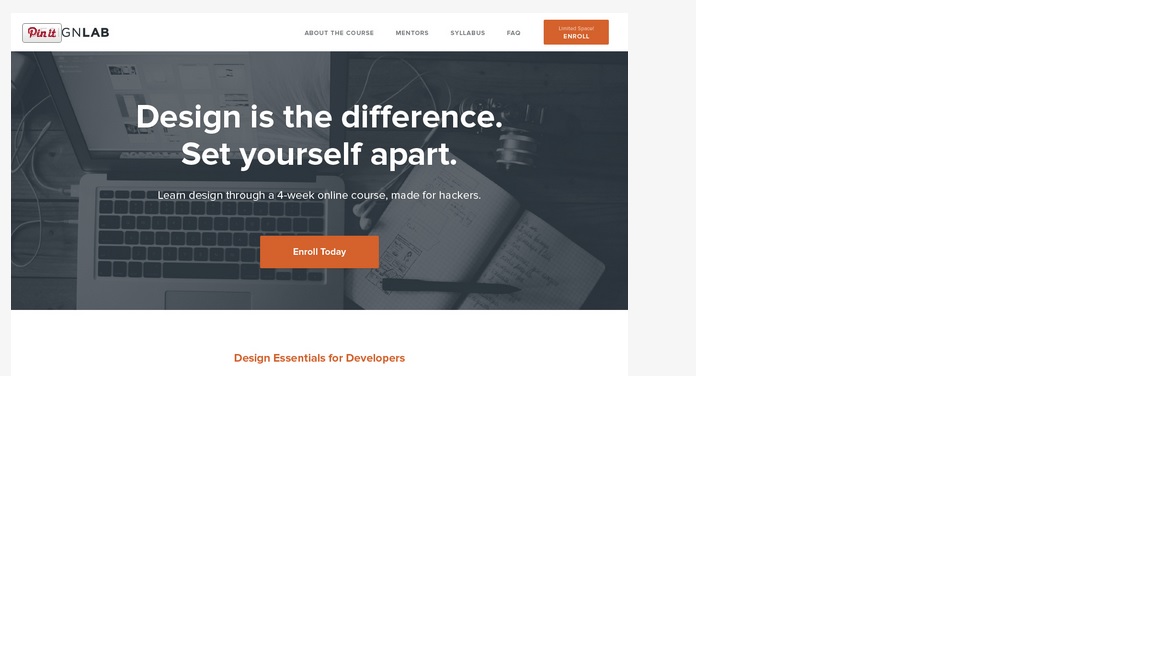 Pin it GNLAB
ABOUT THE COURSE MENTORS SYLLABUS FAQ
Limited Space!
ENROLL
Design is the difference.
Set yourself apart.
Learn design through a 4-week online course, made for hackers.
Enroll Today
Design Essentials for Developers